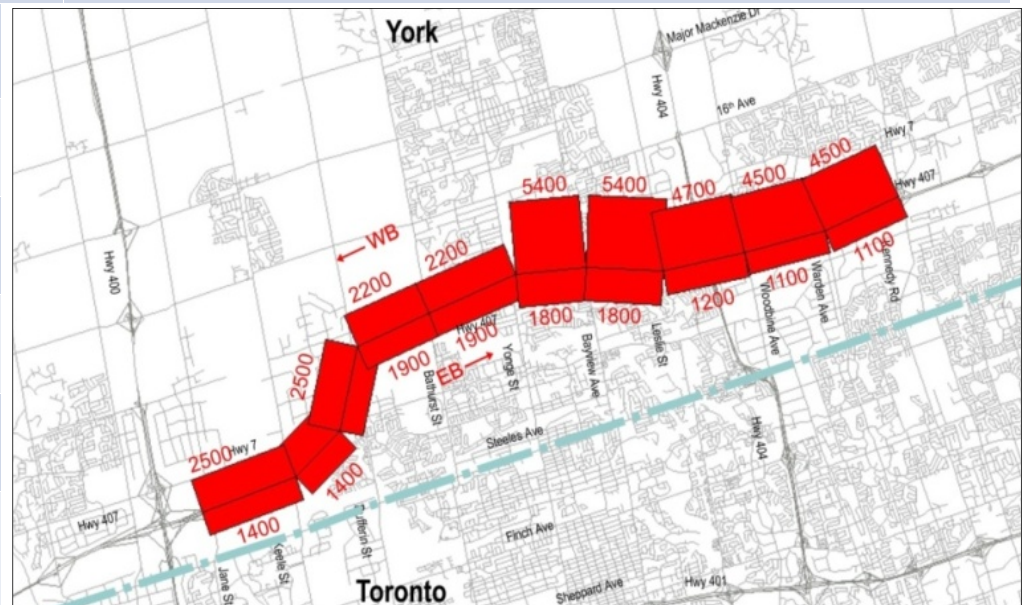 York
Major Mackenzie Dr
Hwy 404
16th Ave
Hwy 7
Hwy 407
Kennedy Rd
4500
4500
4700
5400
5400
← WB
2200
2200
Hwy 400
1100
1100
1200
1800
1800
Warden Ave
Woodbine Ave
Leslie St
Bayview Ave
Yonge St
Hwy 407
1900
1900
EB →
Bathurst St
2500
2500
Hwy 7
1400
1400
Steeles Ave
Hwy 404
Hwy 407
Dufferin St
Keele St
Jane St
Finch Ave
Sheppard Ave
Hwy 401
Toronto